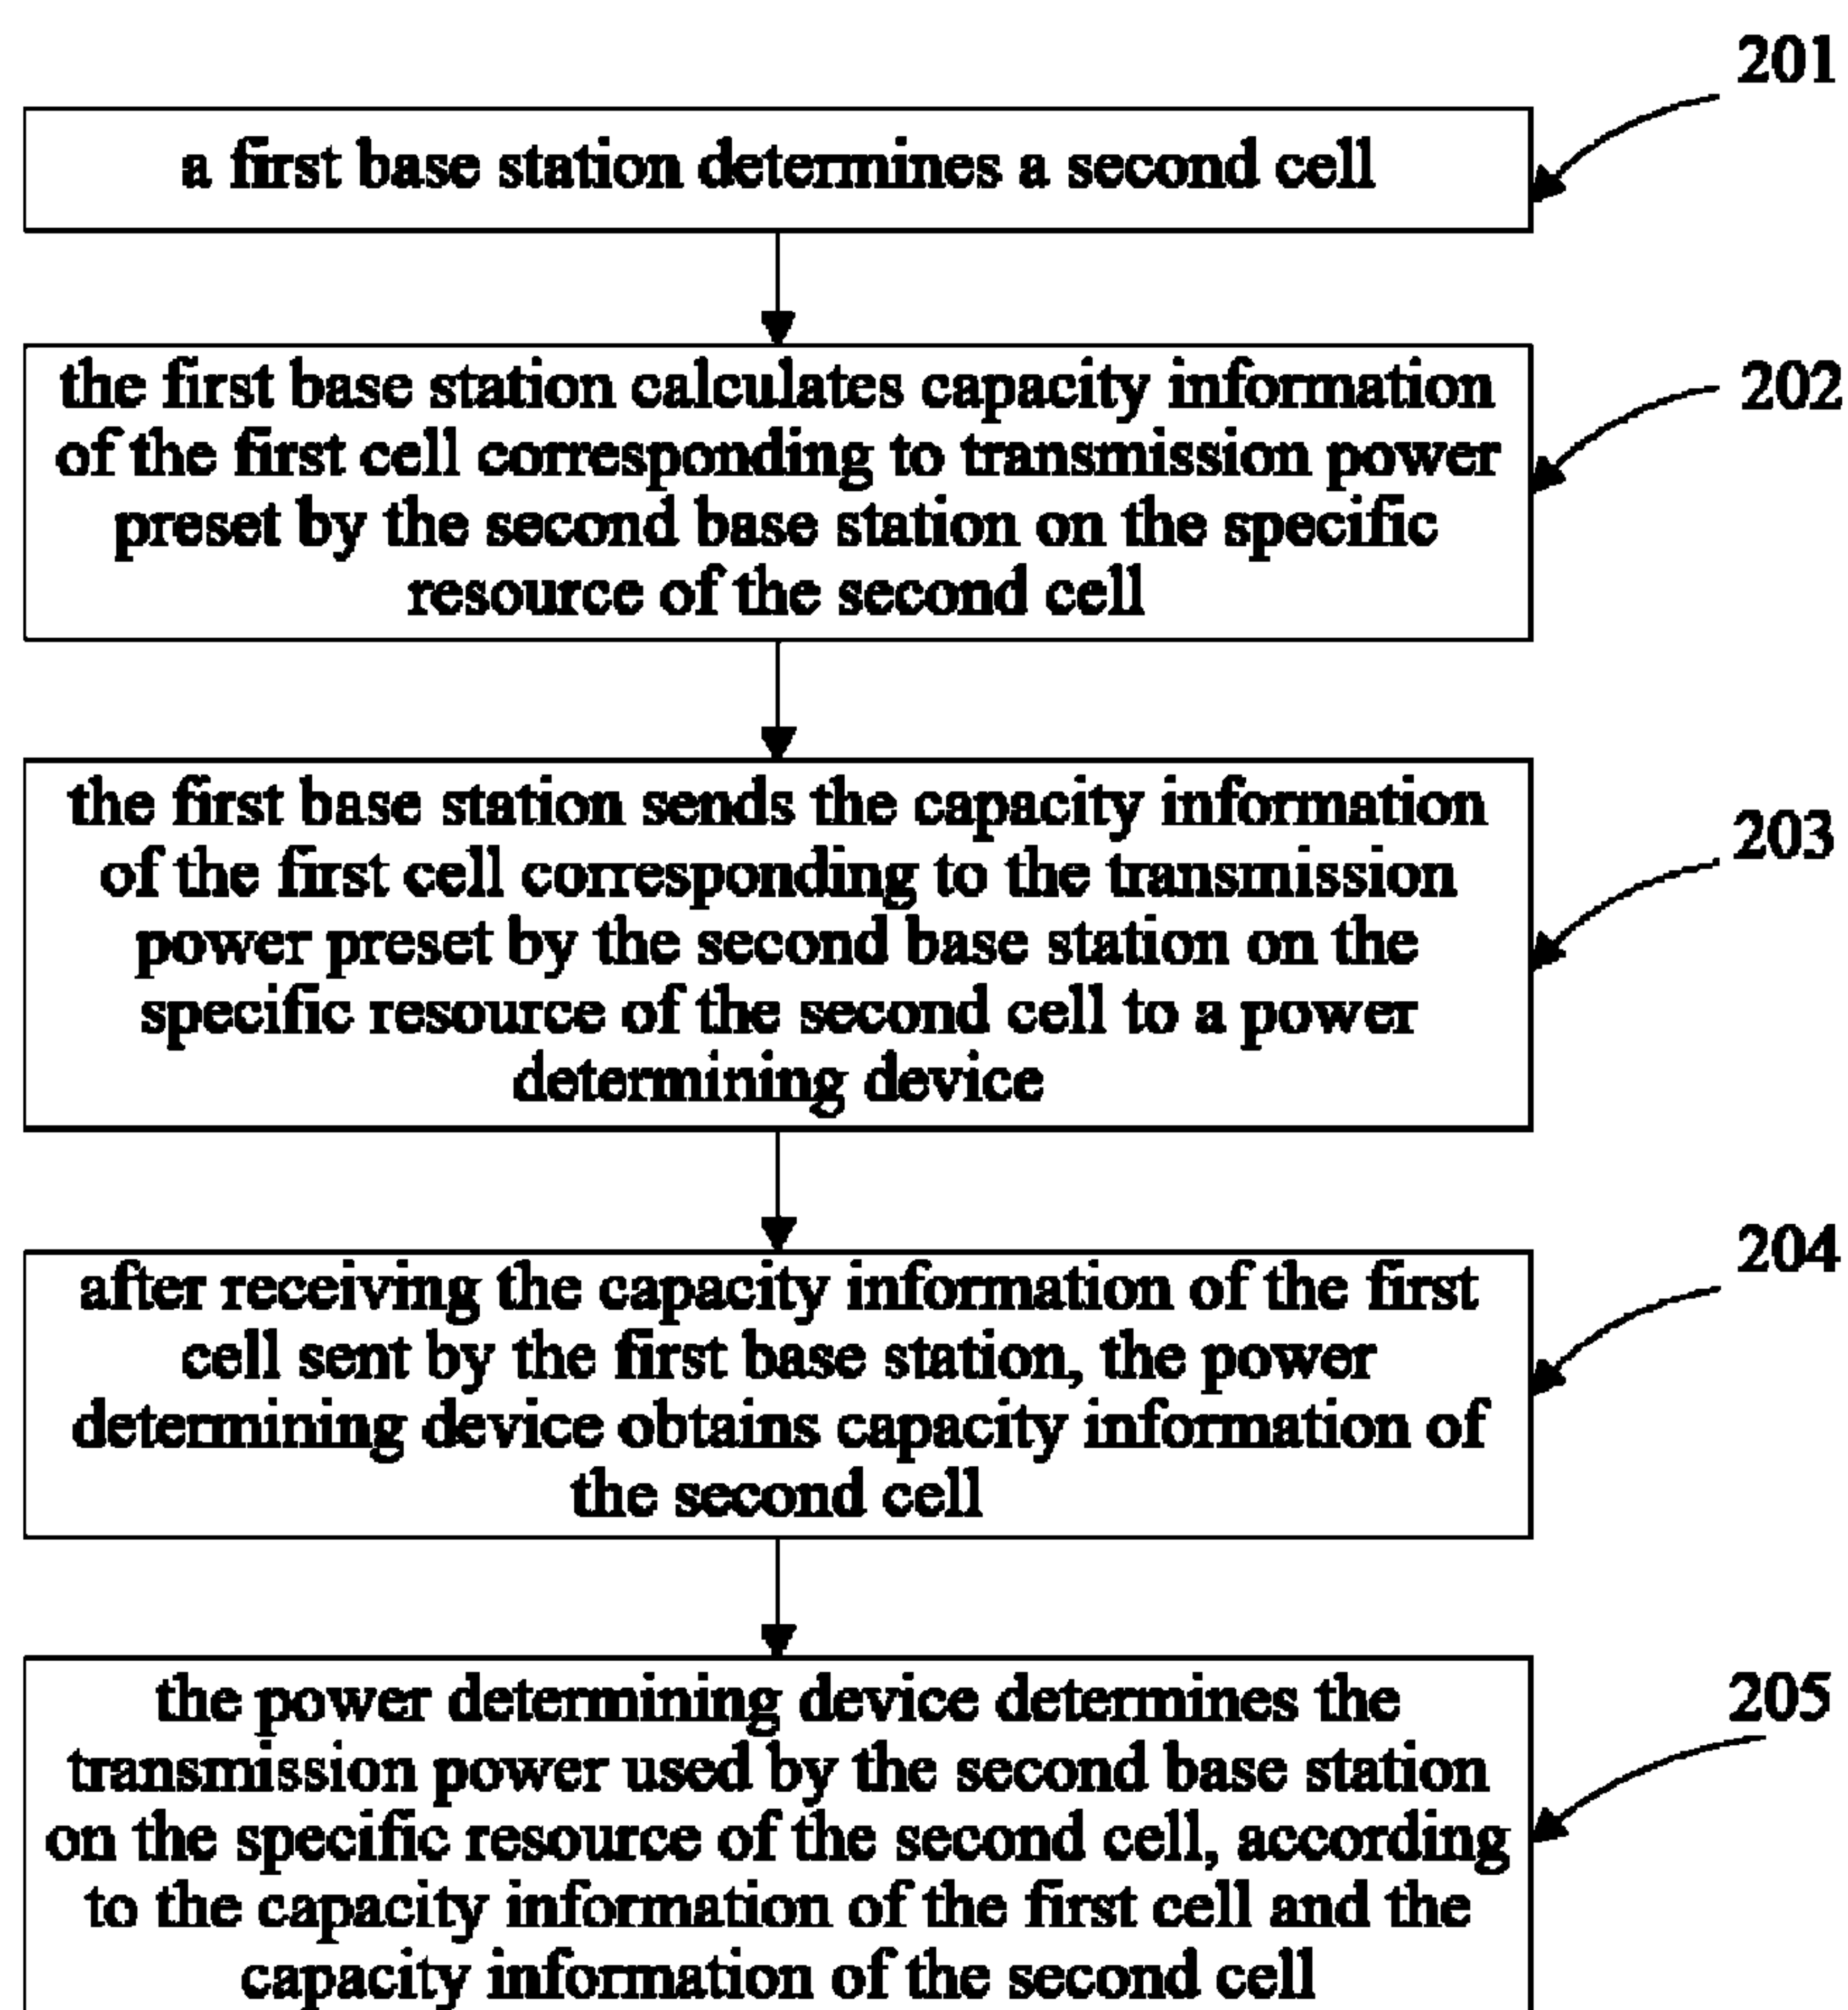 201
a first base station determines a second cell
202
the first base station calculates capacity information
of the first cell corresponding to transmission power
preset by the second base station on the specific
resource of the second cell
203
the first base station sends the capacity information
of the first cell corresponding to the transmission
power preset by the second base station on the
specific resource of the second cell to a power
determining device
204
after receiving the capacity information of the first
cell sent by the first base station, the power
determining device obtains capacity information of
the second cell
205
the power determining device determines the
transmission power used by the second base station
on the specific resource of the second cell, according
to the capacity information of the first cell and the
capacity information of the second cell